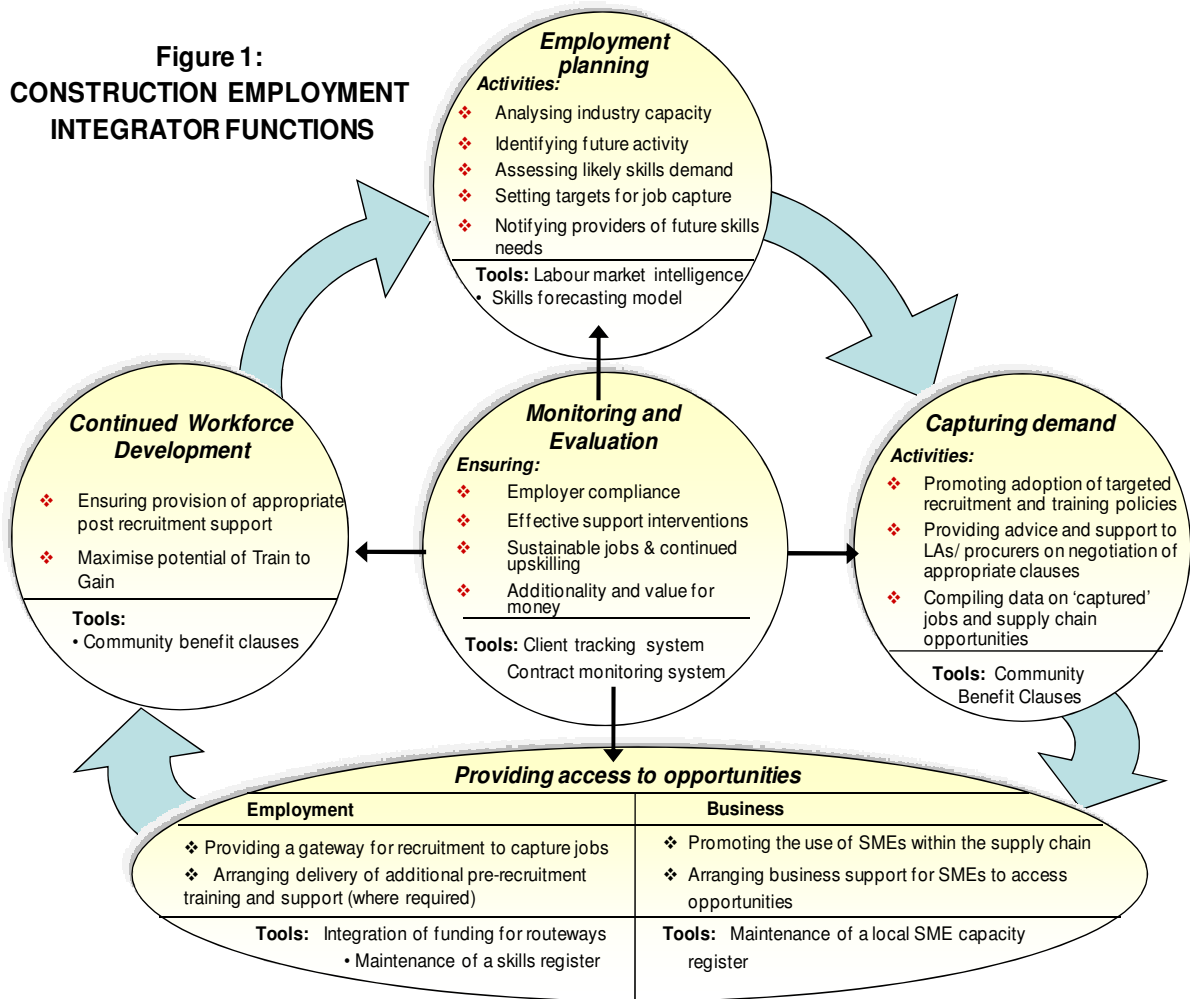 Figure 1:
CONSTRUCTION EMPLOYMENT
INTEGRATOR FUNCTIONS
Employment
planning
Activities:
❖ Analysing industry capacity
❖ Identifying future activity
❖ Assessing likely skills demand
❖ Setting targets for job capture
❖ Notifying providers of future skills
needs
Tools: Labour market intelligence
• Skills forecasting model
Continued Workforce
Development
❖ Ensuring provision of appropriate
post recruitment support
❖ Maximise potential of Train to
Gain
Tools:
• Community benefit clauses
Monitoring and
Evaluation
Ensuring:
❖ Employer compliance
❖ Effective support interventions
❖ Sustainable jobs & continued
upskilling
❖ Additionality and value for
money
Tools: Client tracking system
Contract monitoring system
Capturing demand
Activities:
❖ Promoting adoption of targeted
recruitment and training policies
❖ Providing advice and support to
LAs/ procurers on negotiation of
appropriate clauses
❖ Compiling data on ‘captured’
jobs and supply chain
opportunities
Tools: Community
Benefit Clauses
Providing access to opportunities
Employment
❖ Providing a gateway for recruitment to capture jobs
❖ Arranging delivery of additional pre-recruitment
training and support (where required)
Tools: Integration of funding for routeways
• Maintenance of a skills register
Business
❖ Promoting the use of SMEs within the supply chain
❖ Arranging business support for SMEs to access
opportunities
Tools: Maintenance of a local SME capacity
register